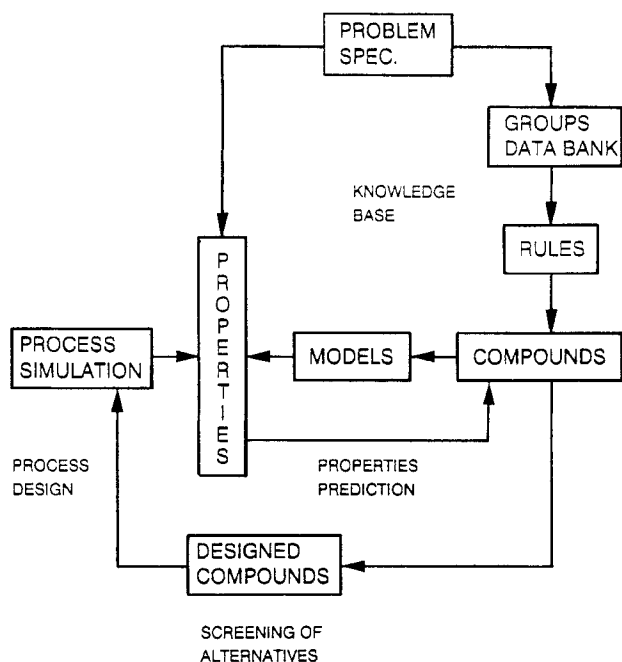 PROBLEM
SPEC.
GROUPS
DATA BANK
KNOWLEDGE
BASE
RULES
PROPERTIES
PROCESS
SIMULATION
MODELS
COMPOUNDS
PROCESS
DESIGN
PROPERTIES
PREDICTION
DESIGNED
COMPOUNDS
SCREENING OF
ALTERNATIVES